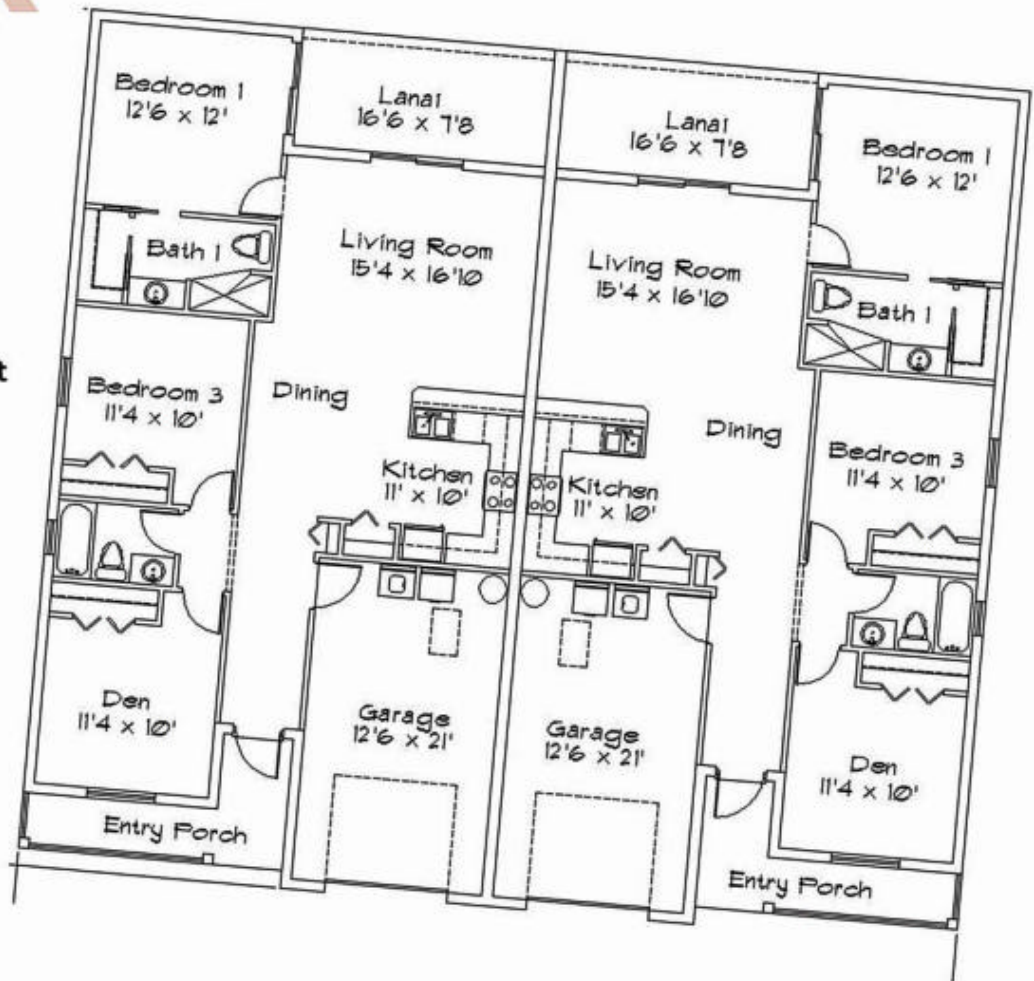 Bedroom 1
12'6 x 12'
Lanai
16'6 x 7'8
Lanai
16'6 x 7'8
Bedroom 1
12'6 x 12'
Bath 1
Living Room
15'4 x 16'10
Living Room
15'4 x 16'10
Bath 1
Bedroom 3
11'4 x 10'
Dining
Dining
Bedroom 3
11'4 x 10'
Kitchen
11' x 10'
Kitchen
11' x 10'
Den
11'4 x 10'
Garage
12'6 x 21'
Garage
12'6 x 21'
Den
11'4 x 10'
Entry Porch
Entry Porch